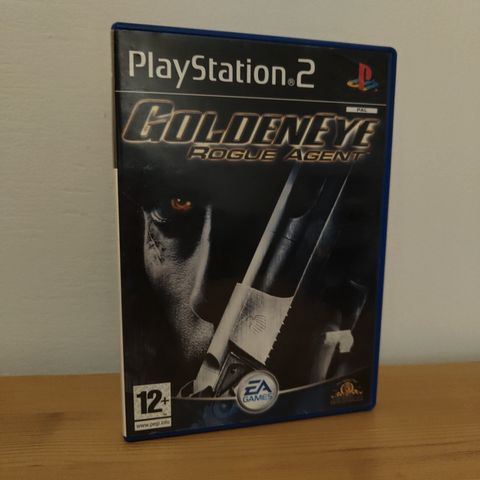 PlayStation®2
PAL
GOLDENEYE
ROGUE AGENT
12+
www.pegi.info
EA
GAMES